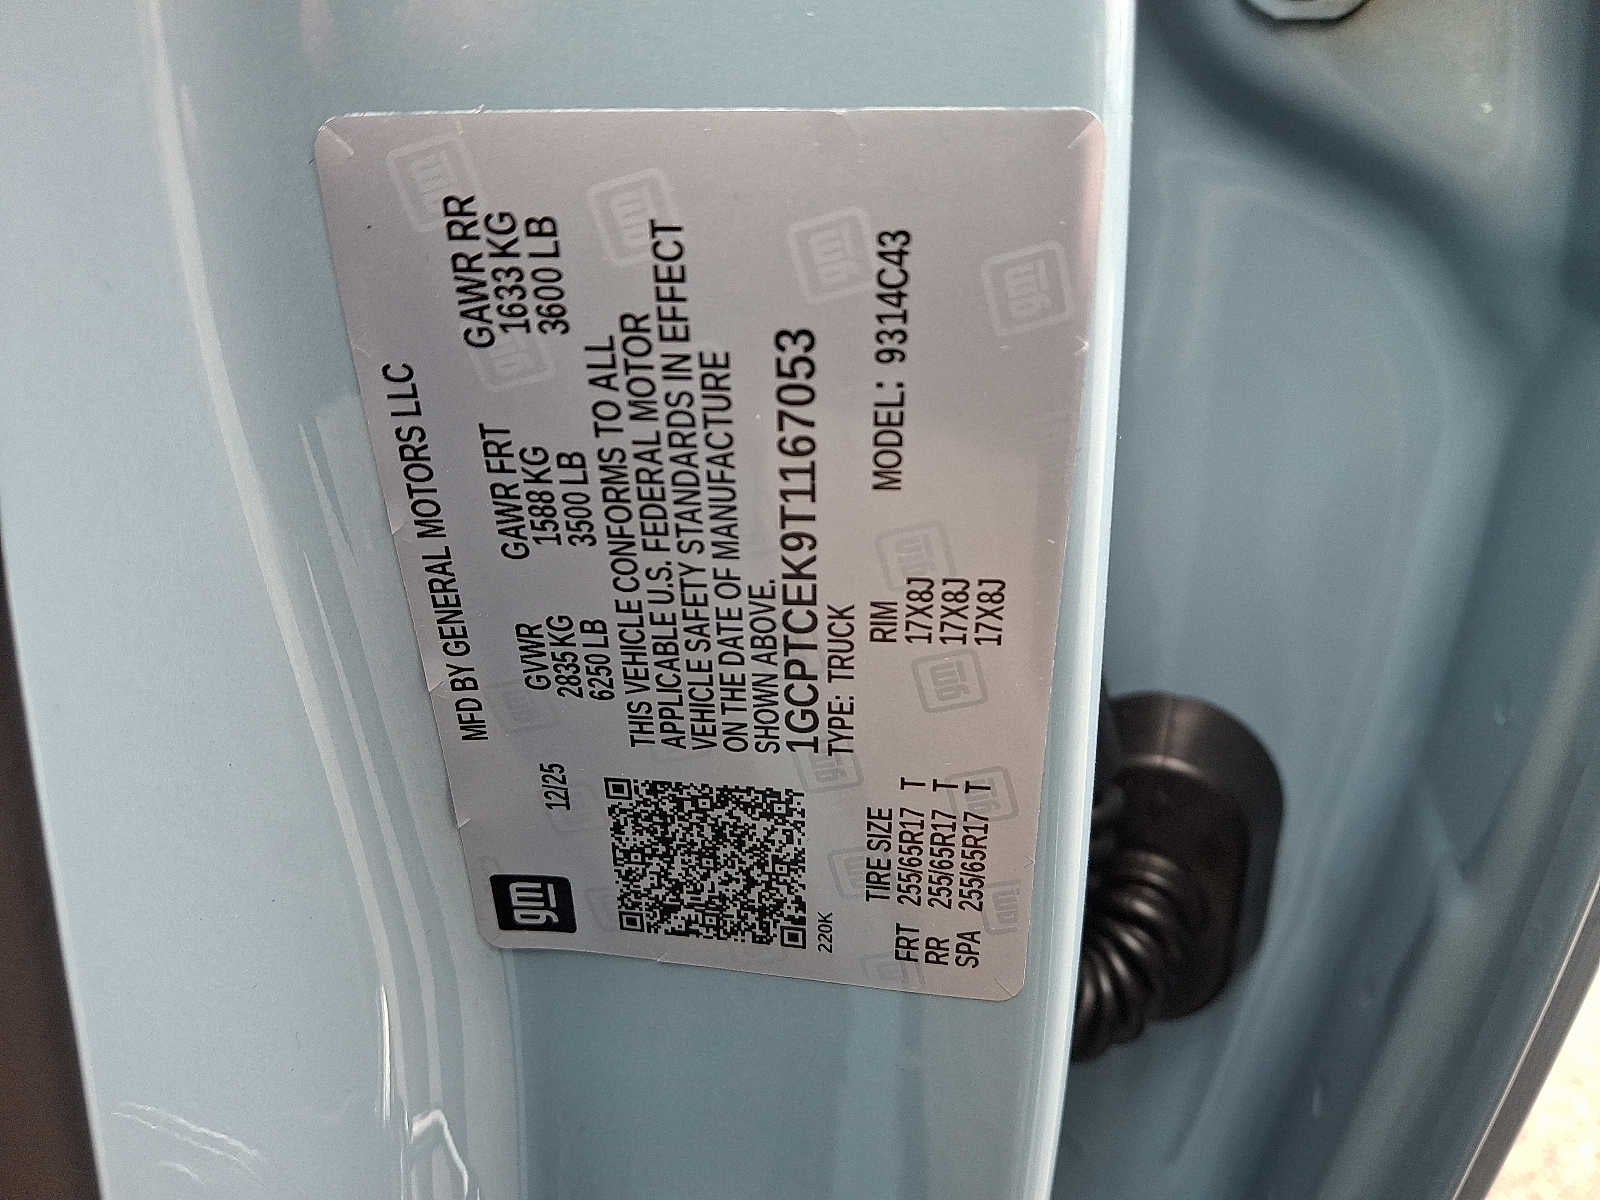 gm
12/25
MFD BY GENERAL MOTORS LLC
GVWR GAWR FRT GAWR RR
2835 KG 1588 KG 1633 KG
6250 LB 3500 LB 3600 LB
THIS VEHICLE CONFORMS TO ALL
APPLICABLE U.S. FEDERAL MOTOR
VEHICLE SAFETY STANDARDS IN EFFECT
ON THE DATE OF MANUFACTURE
SHOWN ABOVE.
1GCPTCEK9T1167053
TYPE: TRUCK MODEL: 9314C43
220K
TIRE SIZE RIM
FRT 255/65R17 T 17X8J
RR 255/65R17 T 17X8J
SPA 255/65R17 T 17X8J